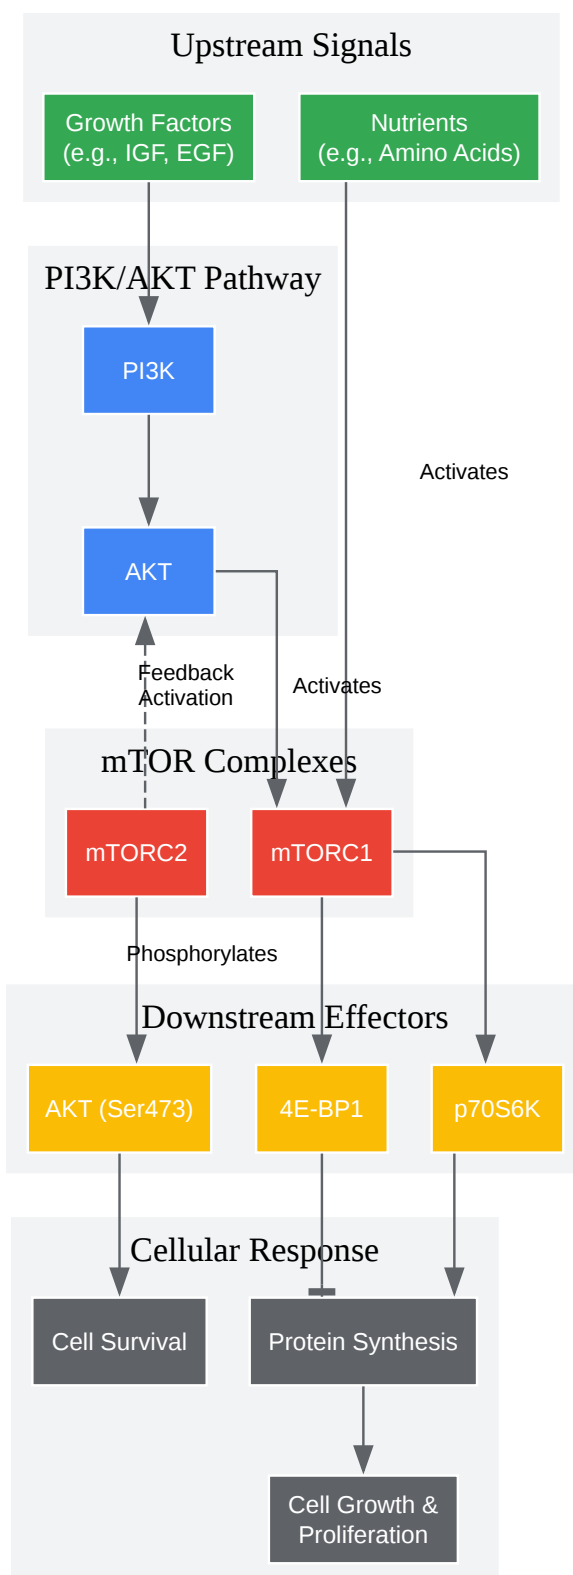 Upstream Signals
Growth Factors
(e.g., IGF, EGF)
Nutrients
(e.g., Amino Acids)
PI3K/AKT Pathway
PI3K
Activates
AKT
Feedback
Activation
Activates
mTOR Complexes
mTORC2
mTORC1
Phosphorylates
Downstream Effectors
AKT (Ser473)
4E-BP1
p70S6K
Cellular Response
Cell Survival
Protein Synthesis
Cell Growth &
Proliferation